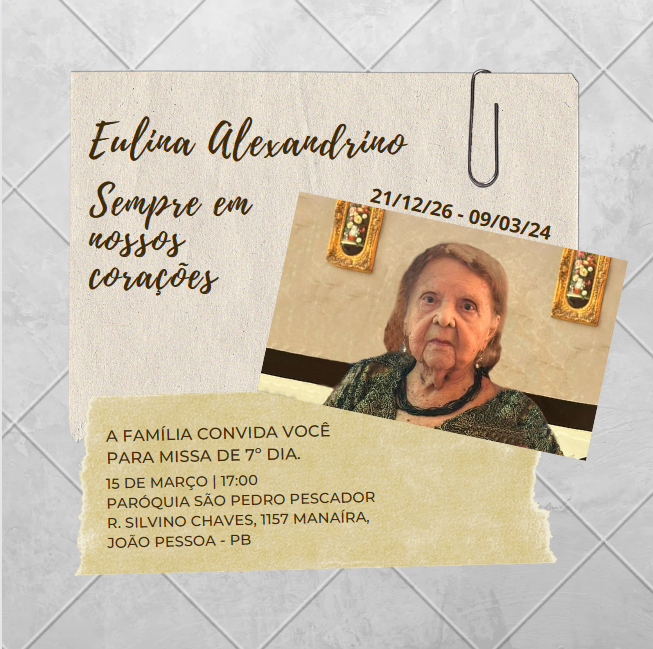 Eulina Alexandrino
Sempre em
nossos
corações
21/12/26 - 09/03/24
A FAMÍLIA CONVIDA VOCÊ
PARA MISSA DE 7º DIA.
15 DE MARÇO | 17:00
PARÓQUIA SÃO PEDRO PESCADOR
R. SILVINO CHAVES, 1157 MANAÍRA,
JOÃO PESSOA - PB